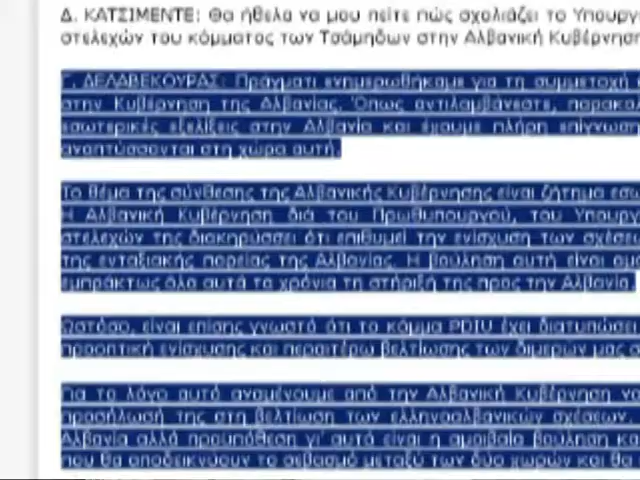 Δ. ΚΑΤΣΙΜΕΝΤΕ: Θα ήθελα να μου πείτε πώς σχολιάζει το Υπουργ
στελεχών του κόμματος των Τσάμηδων στην Αλβανική Κυβέρνησr
Γ. ΔΕΛΑΒΕΚΟΥΡΑΣ: Πράγματι ενημερωθήκαμε για τη συμμετοχή
στην Κυβέρνηση της Αλβανίας. Όπως αντιλαμβάνεστε, παρακολ
εσωτερικές εξελίξεις στην Αλβανία και έχουμε πλήρη επίγνωσ
αναπτύσσονται στη χώρα αυτή.
Το θέμα της σύνθεσης της Αλβανικής Κυβέρνησης είναι ζήτημα εσω
Η Αλβανική Κυβέρνηση διά του Πρωθυπουργού, του Υπουργ
στελεχών της διακηρύσσει ότι επιθυμεί την ενίσχυση των σχέσε
της ενταξιακής πορείας της Αλβανίας. Η βούληση αυτή είναι αμ
εμπράκτως όλα αυτά τα χρόνια τη στήριξή της προς την Αλβανία.
Ωστόσο, είναι επίσης γνωστό ότι το κόμμα PDIU έχει διατυπώσε
προοπτική ενίσχυσης και περαιτέρω βελτίωσης των διμερών μας σ
Για το λόγο αυτό αναμένουμε από την Αλβανική Κυβέρνηση να
προσήλωσή της στη βελτίωση των ελληνοαλβανικών σχέσεων.
Αλβανία αλλά προϋπόθεση γι' αυτό είναι η αμοιβαία βούληση κα
που θα αποδεικνύουν το σεβασμό μεταξύ των δύο χωρών και θα